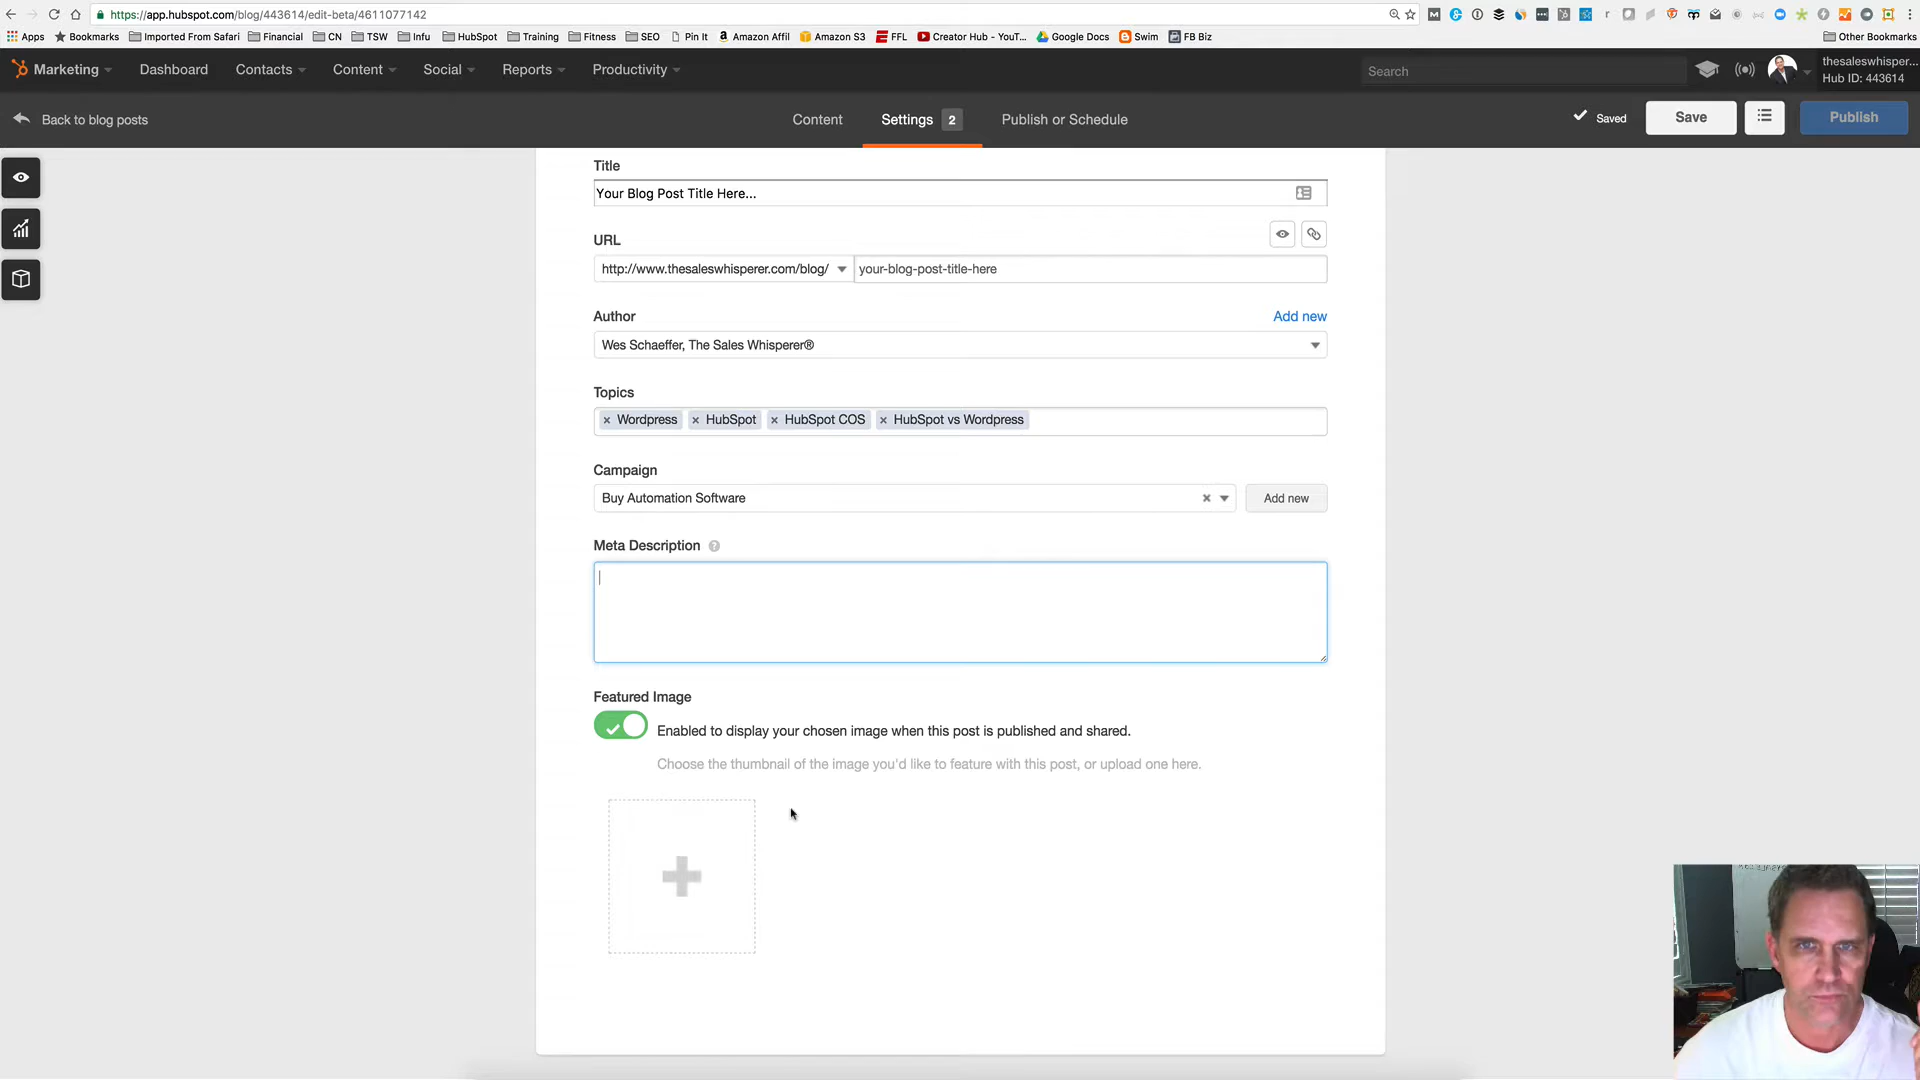 https://app.hubspot.com/blog/443614/edit-beta/4611077142
Apps Bookmarks Imported From Safari Financial CN TSW Infu HubSpot Training Fitness SEO Pin It Amazon Affil Amazon S3 FFL Creator Hub - YouT... Google Docs Swim FB Biz Other Bookmarks
Marketing Dashboard Contacts Content Social Reports Productivity Search thesaleswhisper...
Hub ID: 443614
Back to blog posts Content Settings 2 Publish or Schedule Saved Save Publish
Title
Your Blog Post Title Here...
URL
http://www.thesaleswhisperer.com/blog/ your-blog-post-title-here
Author Add new
Wes Schaeffer, The Sales Whisperer®
Topics
× Wordpress × HubSpot × HubSpot COS × HubSpot vs Wordpress
Campaign
Buy Automation Software × Add new
Meta Description ?
Featured Image
Enabled to display your chosen image when this post is published and shared.
Choose the thumbnail of the image you'd like to feature with this post, or upload one here.